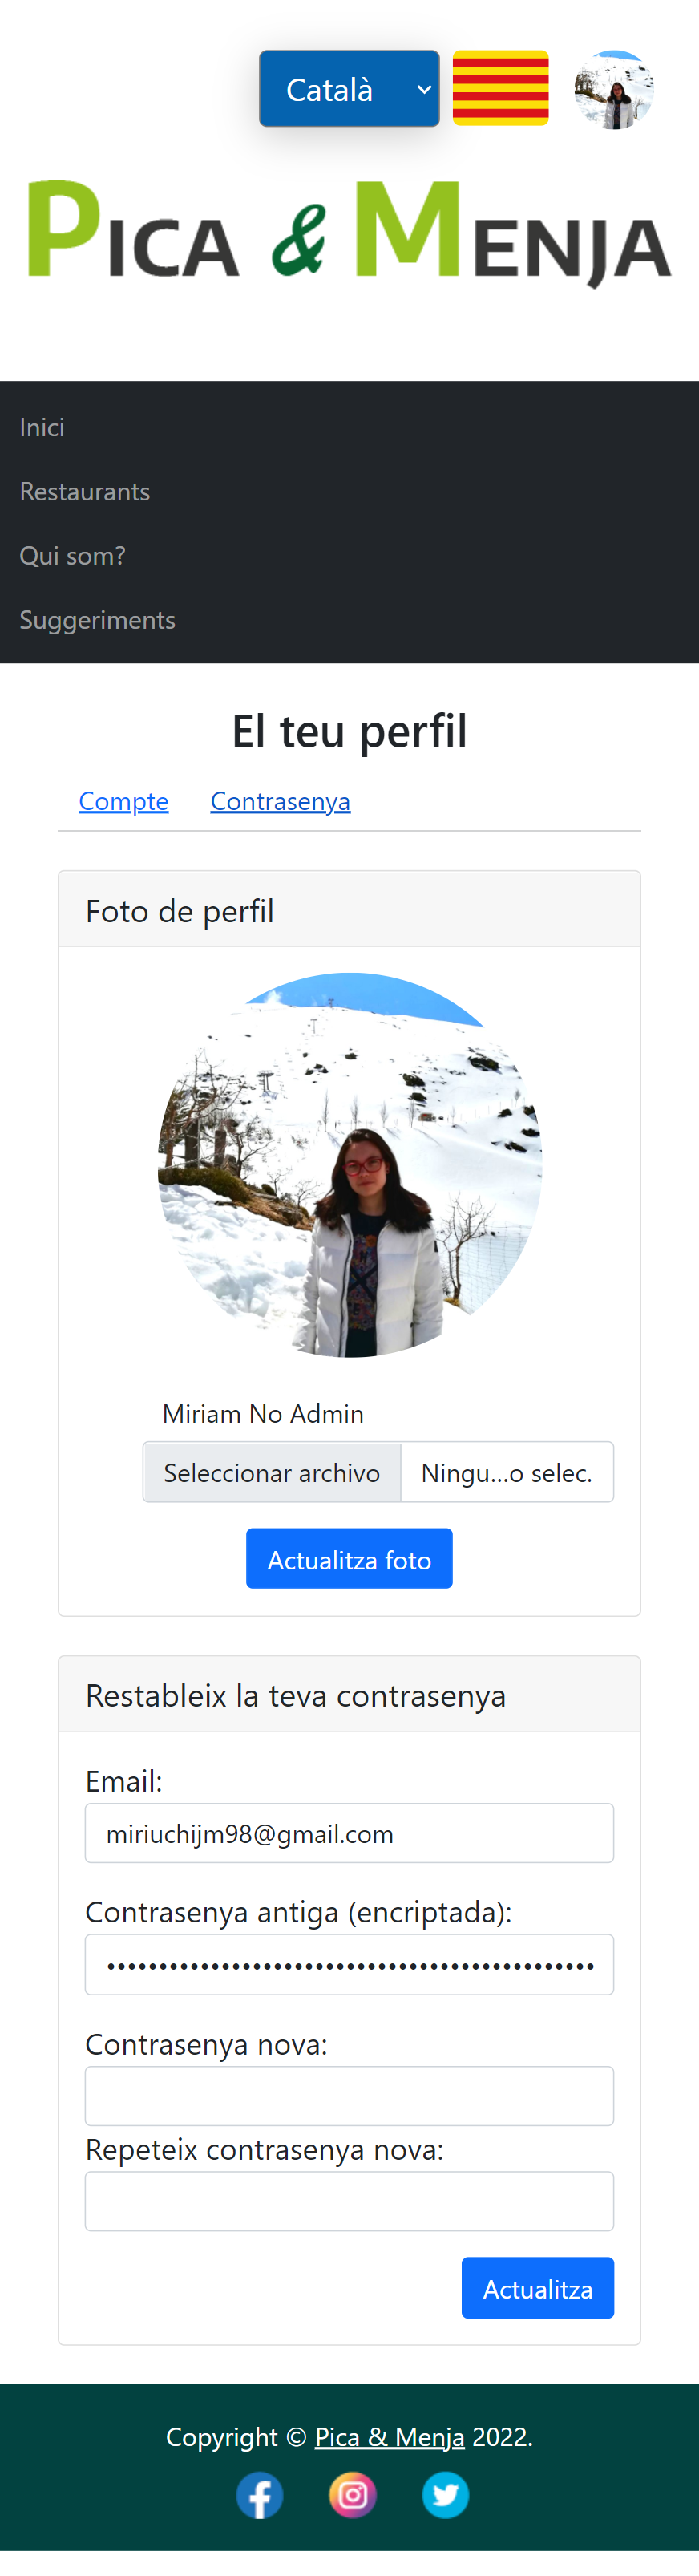 Català
PICA & MENJA
Inici
Restaurants
Qui som?
Suggeriments
El teu perfil
Compte Contrasenya
Foto de perfil
Miriam No Admin
Seleccionar archivo Ningu...o selec.
Actualitza foto
Restableix la teva contrasenya
Email:
miriuchijm98@gmail.com
Contrasenya antiga (encriptada):
Contrasenya nova:
Repeteix contrasenya nova:
Actualitza
Copyright © Pica & Menja 2022.